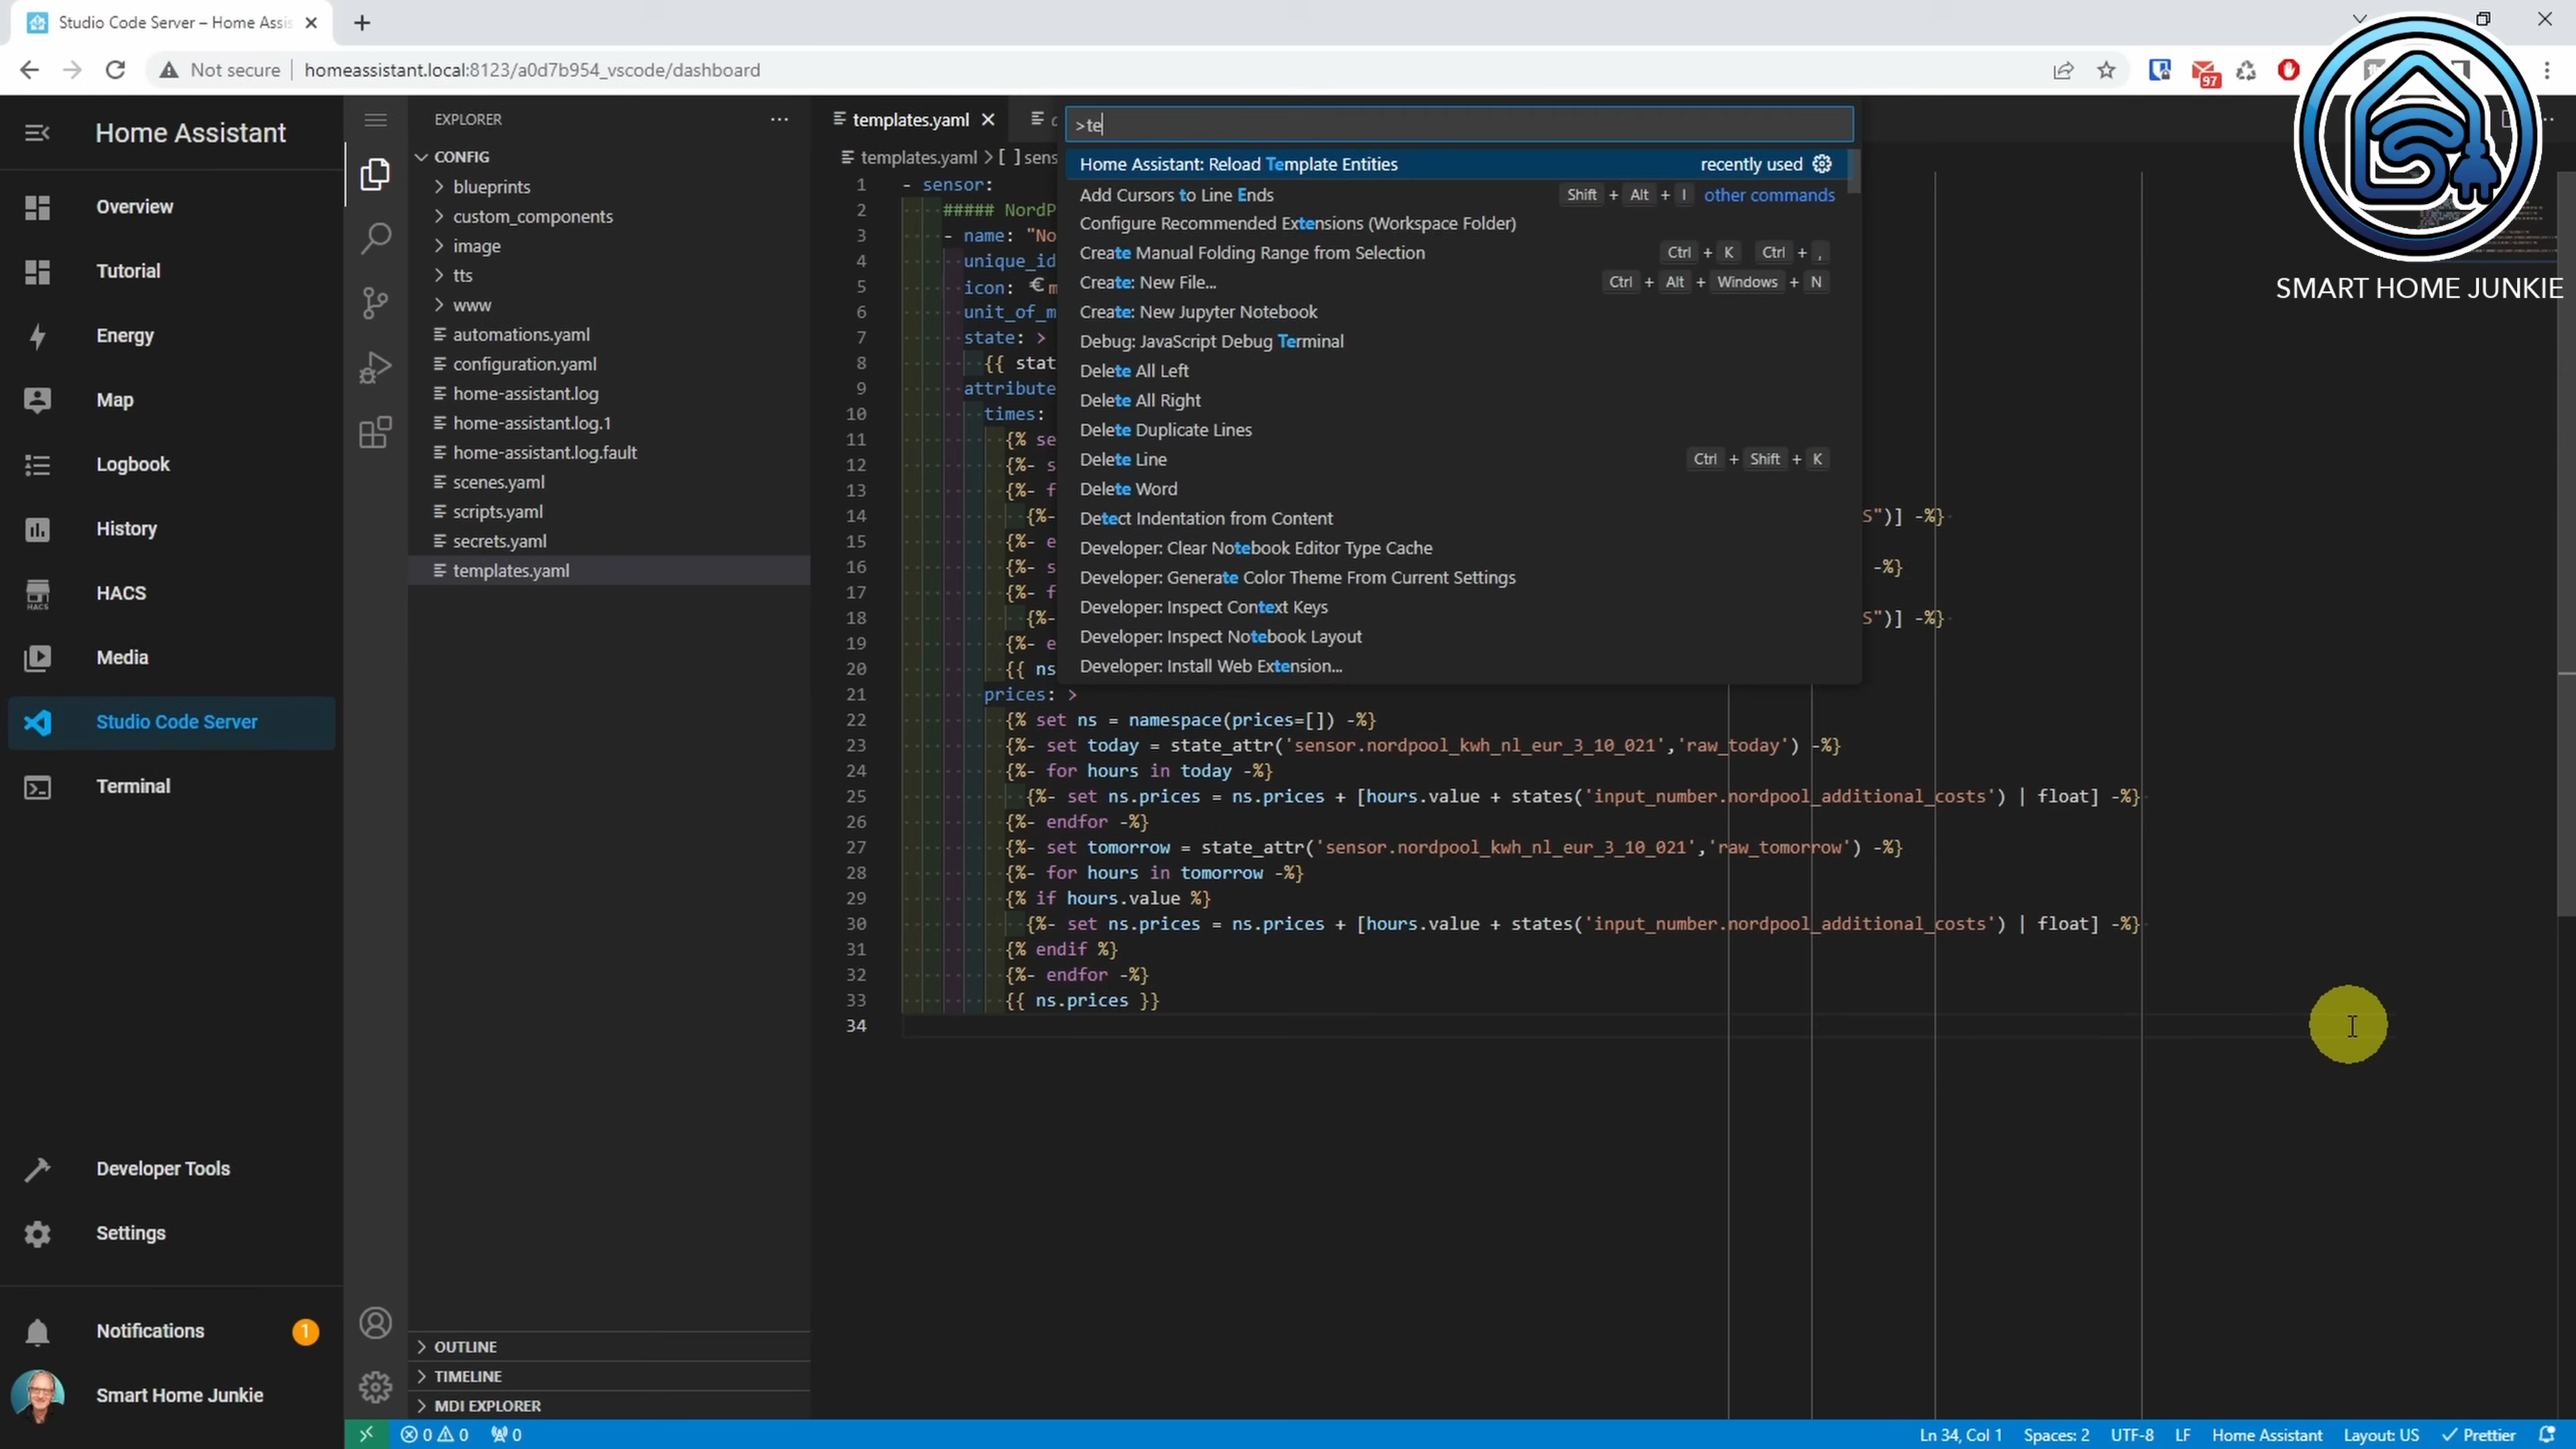 Studio Code Server – Home Assis
Not secure
homeassistant.local:8123/a0d7b954_vscode/dashboard
97
SMART HOME JUNKIE
Home Assistant
Overview
Tutorial
Energy
Map
Logbook
History
HACS
HACS
Media
Studio Code Server
Terminal
Developer Tools
Settings
Notifications
1
Smart Home Junkie
EXPLORER
CONFIG
blueprints
custom_components
image
tts
www
automations.yaml
configuration.yaml
home-assistant.log
home-assistant.log.1
home-assistant.log.fault
scenes.yaml
scripts.yaml
secrets.yaml
templates.yaml
OUTLINE
TIMELINE
MDI EXPLORER
templates.yaml
templates.yaml > [ ] sens
>te
Home Assistant: Reload Template Entities recently used
Add Cursors to Line Ends Shift + Alt + I other commands
Configure Recommended Extensions (Workspace Folder)
Create Manual Folding Range from Selection Ctrl + K Ctrl + ,
Create: New File... Ctrl + Alt + Windows + N
Create: New Jupyter Notebook
Debug: JavaScript Debug Terminal
Delete All Left
Delete All Right
Delete Duplicate Lines
Delete Line Ctrl + Shift + K
Delete Word
Detect Indentation from Content
Developer: Clear Notebook Editor Type Cache
Developer: Generate Color Theme From Current Settings
Developer: Inspect Context Keys
Developer: Inspect Notebook Layout
Developer: Install Web Extension...
1 - sensor:
2 ##### NordP
3 - name: "No
4 unique_id
5 icon: € m
6 unit_of_m
7 state: >
8 {{ stat
9 attribute
10 times:
11 {% se
12 {%- s
13 {%- f
14 {%- S")] -%}
15 {%- e
16 {%- s -%}
17 {%- f
18 {%- S")] -%}
19 {%- e
20 {{ ns
21 prices: >
22 {% set ns = namespace(prices=[]) -%}
23 {%- set today = state_attr('sensor.nordpool_kwh_nl_eur_3_10_021','raw_today') -%}
24 {%- for hours in today -%}
25 {%- set ns.prices = ns.prices + [hours.value + states('input_number.nordpool_additional_costs') | float] -%}
26 {%- endfor -%}
27 {%- set tomorrow = state_attr('sensor.nordpool_kwh_nl_eur_3_10_021','raw_tomorrow') -%}
28 {%- for hours in tomorrow -%}
29 {% if hours.value %}
30 {%- set ns.prices = ns.prices + [hours.value + states('input_number.nordpool_additional_costs') | float] -%}
31 {% endif %}
32 {%- endfor -%}
33 {{ ns.prices }}
34
0 0 0 Ln 34, Col 1 Spaces: 2 UTF-8 LF Home Assistant Layout: US Prettier